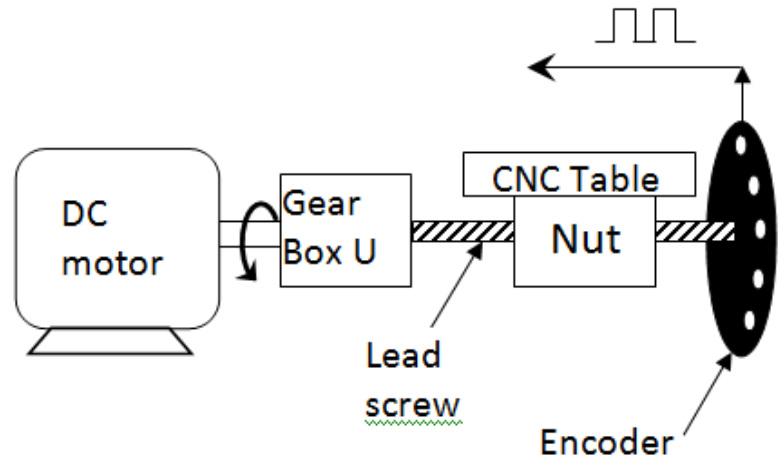 DC
motor
Gear
Box U
CNC Table
Nut
Lead
screw
Encoder